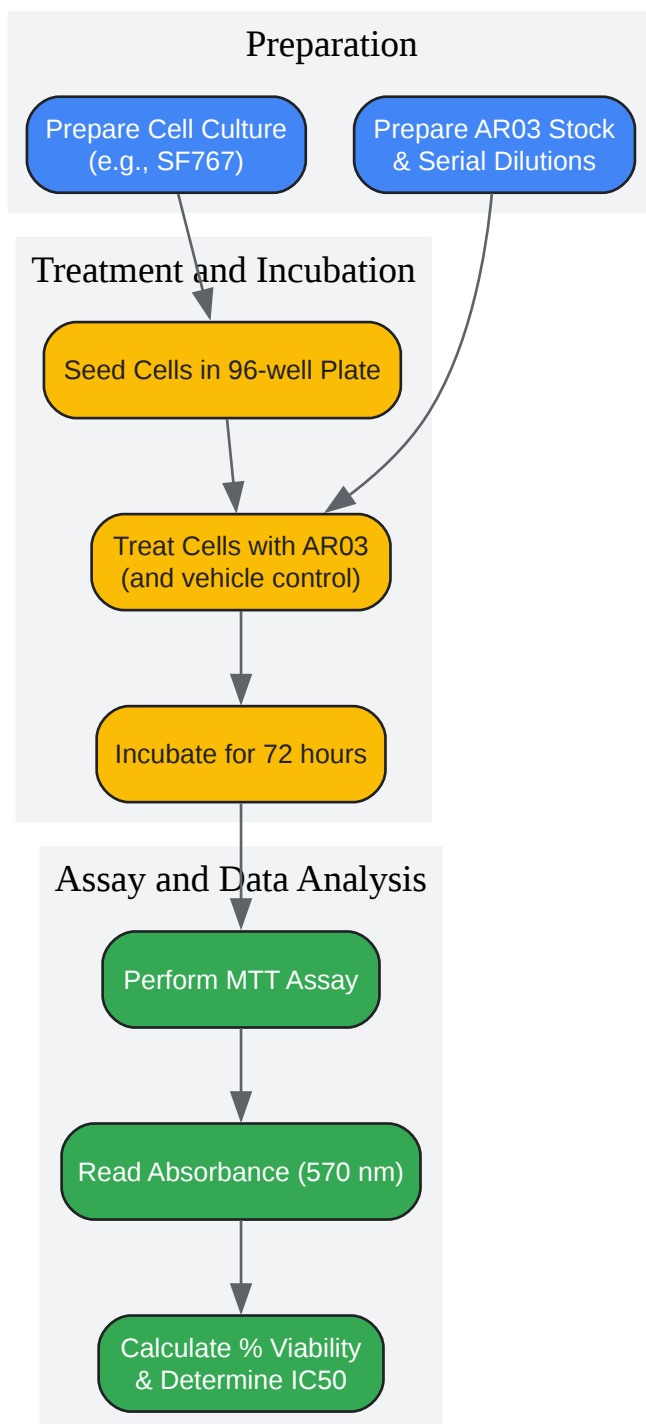 Preparation
Prepare Cell Culture
(e.g., SF767)
Prepare AR03 Stock
& Serial Dilutions
Treatment and Incubation
Seed Cells in 96-well Plate
Treat Cells with AR03
(and vehicle control)
Incubate for 72 hours
Assay and Data Analysis
Perform MTT Assay
Read Absorbance (570 nm)
Calculate % Viability
& Determine IC50